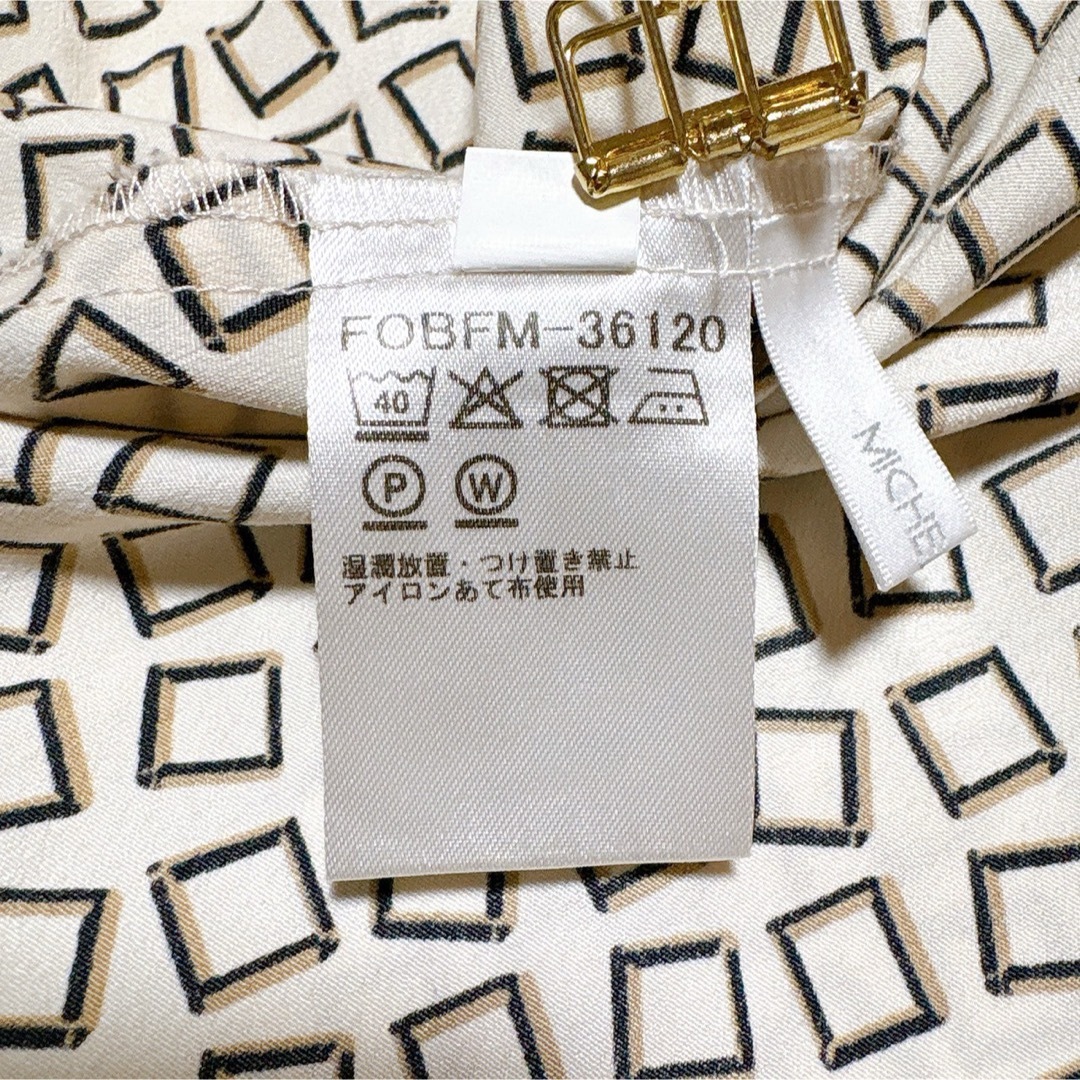 FOBFM-36120
40
P W
湿潤放置・つけ置き禁止
アイロンあて布使用
MICHE